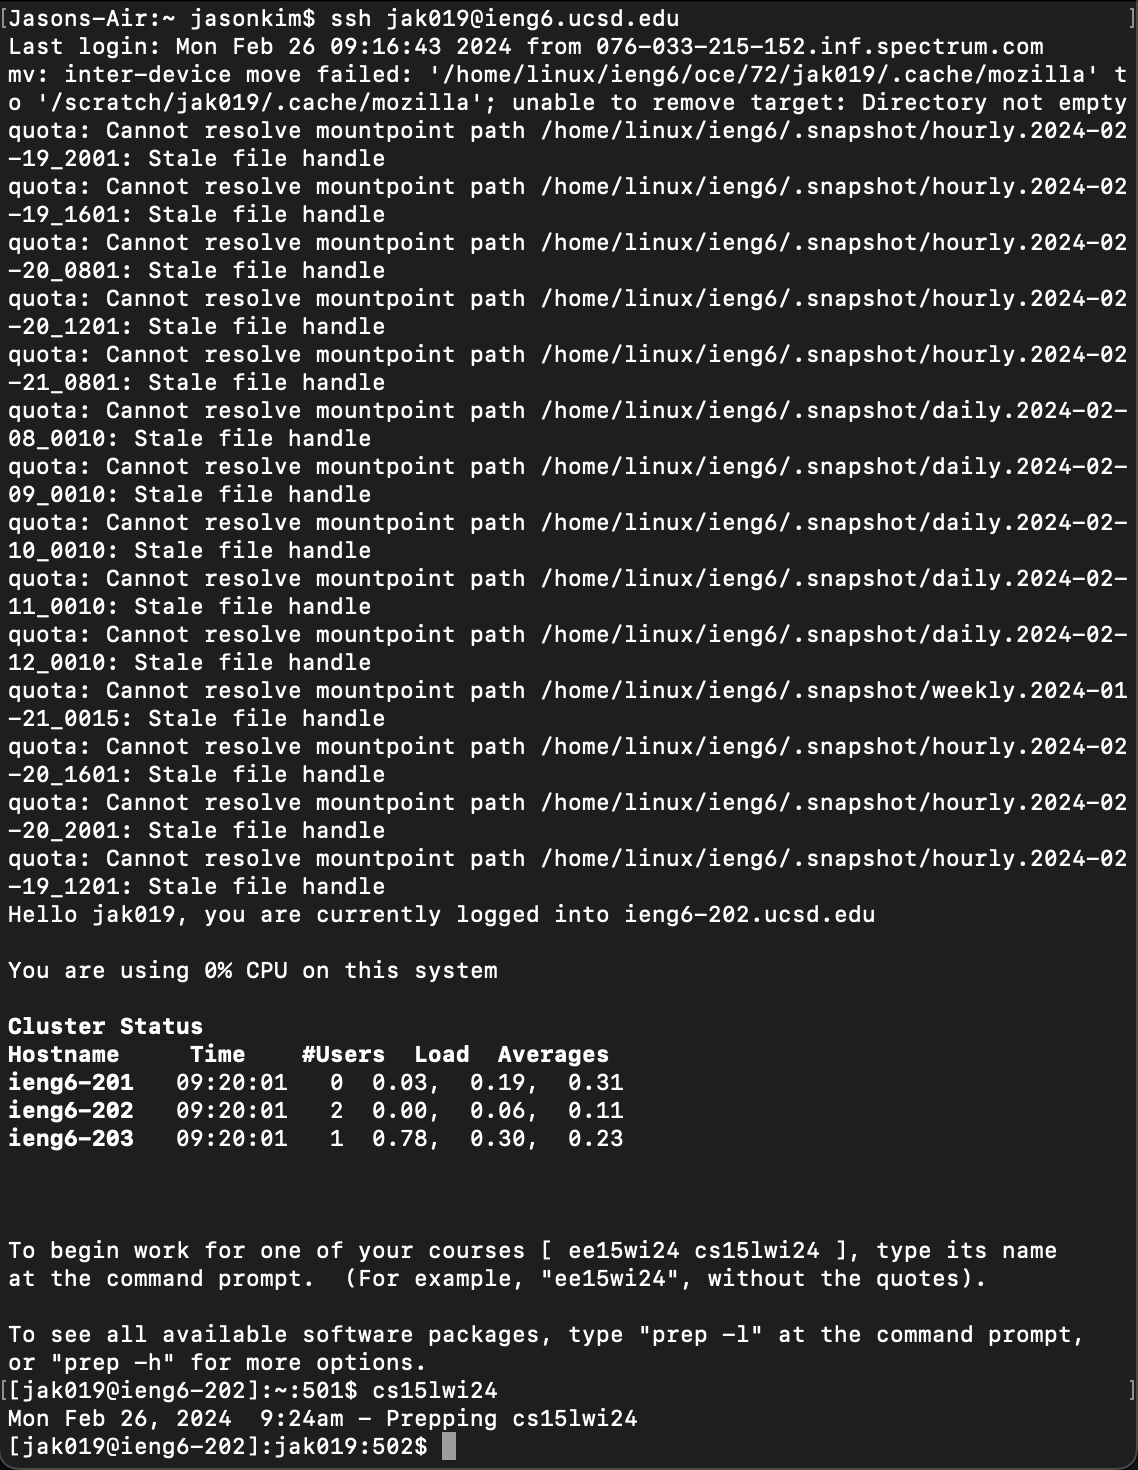 [Jasons-Air:~ jasonkim$ ssh jak019@ieng6.ucsd.edu ]
Last login: Mon Feb 26 09:16:43 2024 from 076-033-215-152.inf.spectrum.com
mv: inter-device move failed: '/home/linux/ieng6/oce/72/jak019/.cache/mozilla' t
o '/scratch/jak019/.cache/mozilla'; unable to remove target: Directory not empty
quota: Cannot resolve mountpoint path /home/linux/ieng6/.snapshot/hourly.2024-02
-19_2001: Stale file handle
quota: Cannot resolve mountpoint path /home/linux/ieng6/.snapshot/hourly.2024-02
-19_1601: Stale file handle
quota: Cannot resolve mountpoint path /home/linux/ieng6/.snapshot/hourly.2024-02
-20_0801: Stale file handle
quota: Cannot resolve mountpoint path /home/linux/ieng6/.snapshot/hourly.2024-02
-20_1201: Stale file handle
quota: Cannot resolve mountpoint path /home/linux/ieng6/.snapshot/hourly.2024-02
-21_0801: Stale file handle
quota: Cannot resolve mountpoint path /home/linux/ieng6/.snapshot/daily.2024-02-
08_0010: Stale file handle
quota: Cannot resolve mountpoint path /home/linux/ieng6/.snapshot/daily.2024-02-
09_0010: Stale file handle
quota: Cannot resolve mountpoint path /home/linux/ieng6/.snapshot/daily.2024-02-
10_0010: Stale file handle
quota: Cannot resolve mountpoint path /home/linux/ieng6/.snapshot/daily.2024-02-
11_0010: Stale file handle
quota: Cannot resolve mountpoint path /home/linux/ieng6/.snapshot/daily.2024-02-
12_0010: Stale file handle
quota: Cannot resolve mountpoint path /home/linux/ieng6/.snapshot/weekly.2024-01
-21_0015: Stale file handle
quota: Cannot resolve mountpoint path /home/linux/ieng6/.snapshot/hourly.2024-02
-20_1601: Stale file handle
quota: Cannot resolve mountpoint path /home/linux/ieng6/.snapshot/hourly.2024-02
-20_2001: Stale file handle
quota: Cannot resolve mountpoint path /home/linux/ieng6/.snapshot/hourly.2024-02
-19_1201: Stale file handle
Hello jak019, you are currently logged into ieng6-202.ucsd.edu
You are using 0% CPU on this system
Cluster Status
Hostname     Time    #Users  Load  Averages
ieng6-201   09:20:01   0  0.03,  0.19,  0.31
ieng6-202   09:20:01   2  0.00,  0.06,  0.11
ieng6-203   09:20:01   1  0.78,  0.30,  0.23
To begin work for one of your courses [ ee15wi24 cs15lwi24 ], type its name
at the command prompt.  (For example, "ee15wi24", without the quotes).
To see all available software packages, type "prep -l" at the command prompt,
or "prep -h" for more options.
[[jak019@ieng6-202]:~:501$ cs15lwi24 ]
Mon Feb 26, 2024  9:24am - Prepping cs15lwi24
[jak019@ieng6-202]:jak019:502$